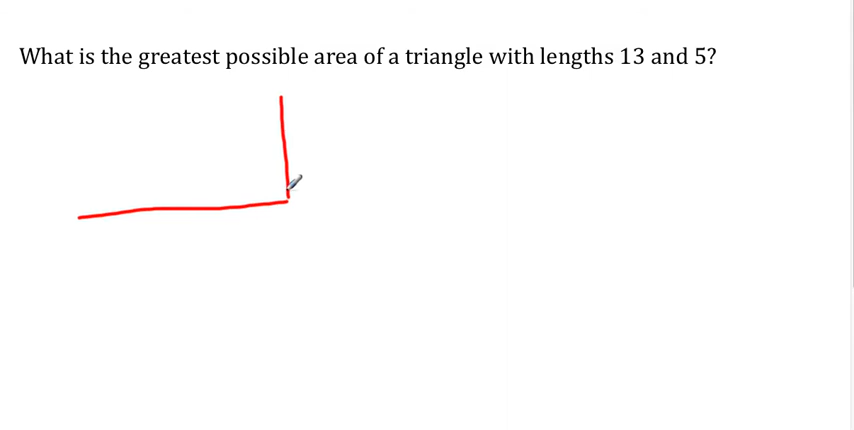 What is the greatest possible area of a triangle with lengths 13 and 5?